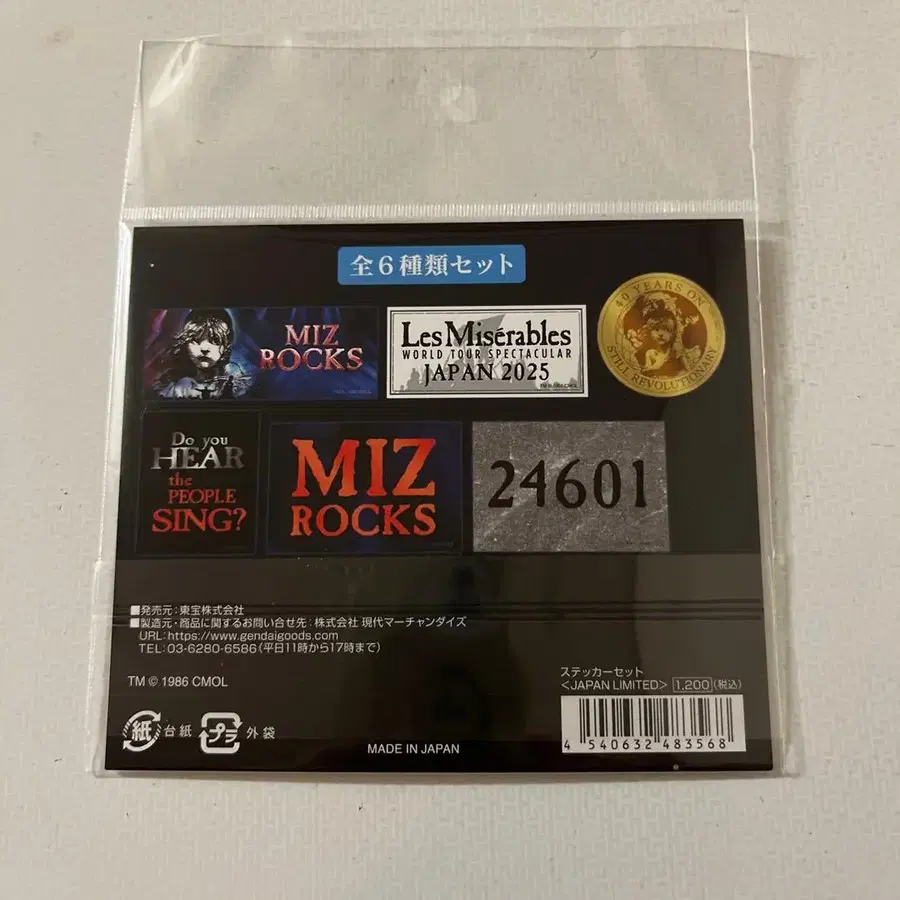 全6種類セット
MIZ
ROCKS
Les Misérables
WORLD TOUR SPECTACULAR
JAPAN 2025
40 YEARS ON
STILL REVOLUTIONARY
Do you
HEAR
the
PEOPLE
SING?
MIZ
ROCKS
24601
■発売元：東宝株式会社
■製造元・商品に関するお問い合せ先：株式会社 現代マーチャンダイズ
URL:https://www.gendaigoods.com
TEL:03-6280-6586(平日11時から17時まで)
TM © 1986 CMOL
ステッカーセット
<JAPAN LIMITED> 1,200 (税込)
紙 台紙 プラ 外袋
MADE IN JAPAN
4 540632 483568